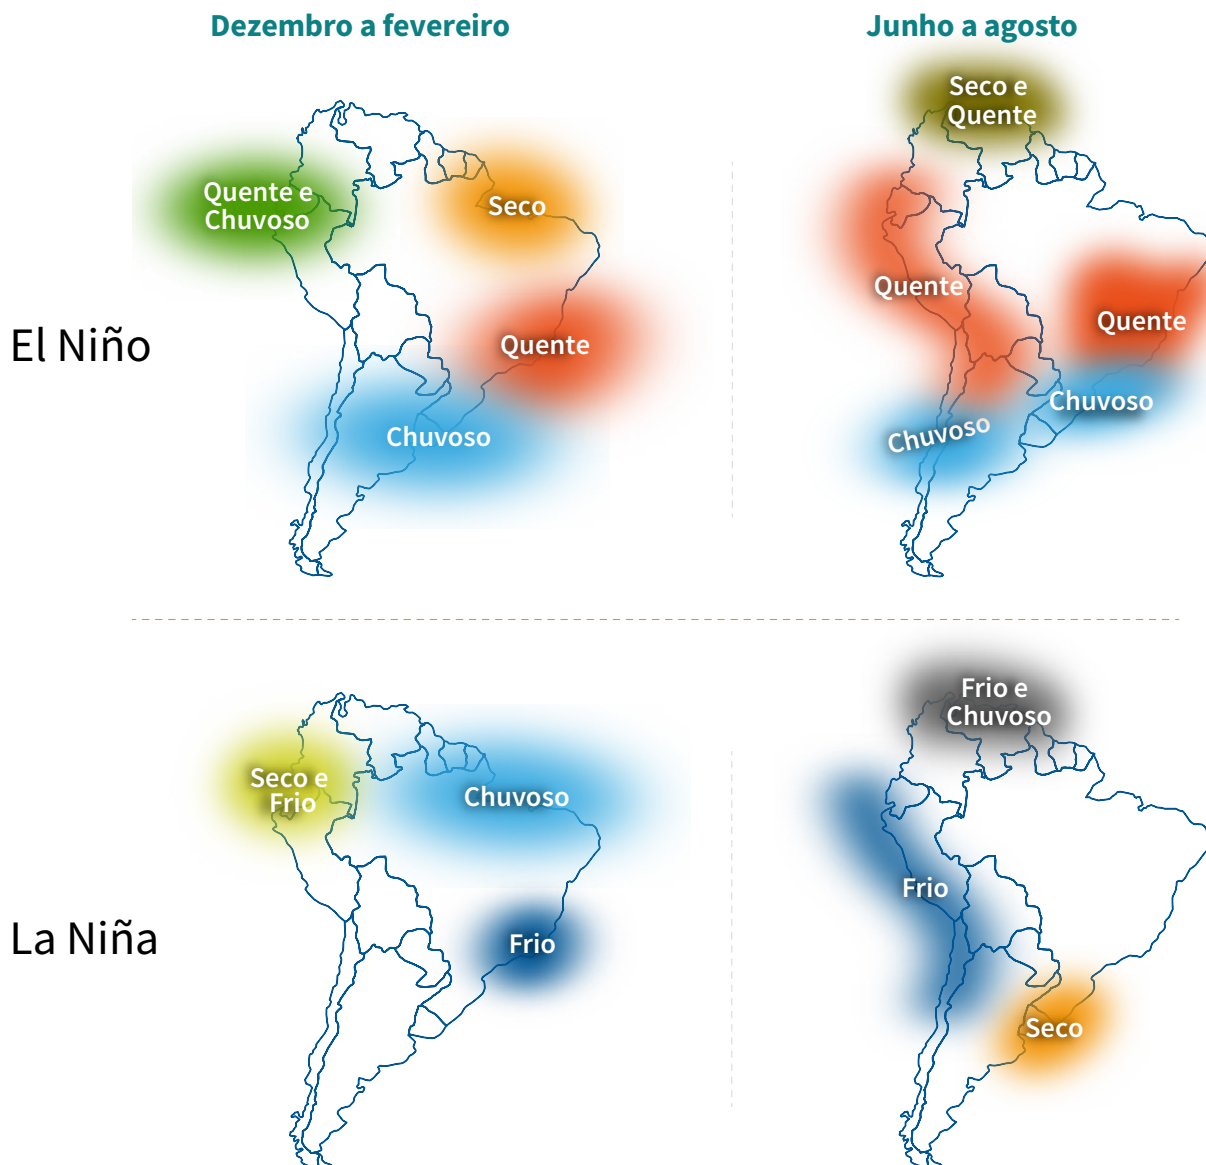 Dezembro a fevereiro
Junho a agosto
El Niño
Quente e
Chuvoso
Seco
Quente
Chuvoso
Seco e
Quente
Quente
Quente
Chuvoso
Chuvoso
La Niña
Seco e
Frio
Chuvoso
Frio
Frio e
Chuvoso
Frio
Seco